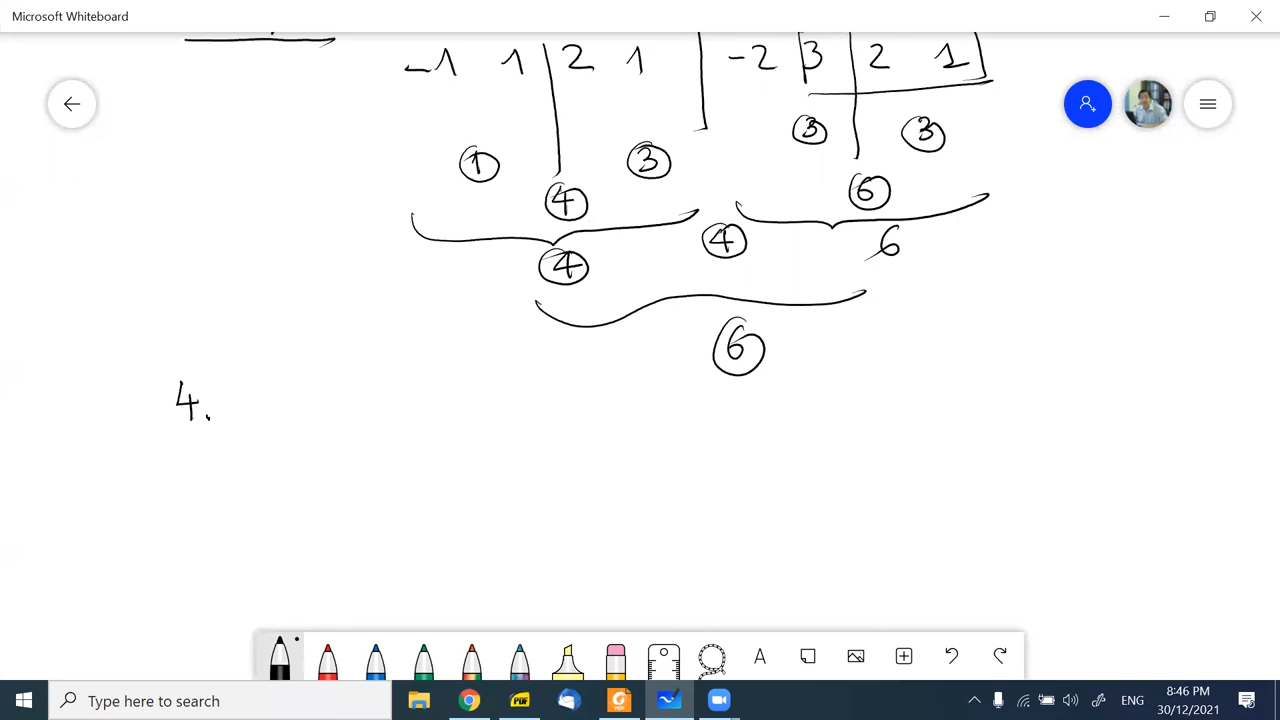 Microsoft Whiteboard
-1 1 2 1 -2 3 2 1
3 3
1 3
4 6
4 6
4
6
4.
A
Type here to search
PDF
ENG
8:46 PM
30/12/2021